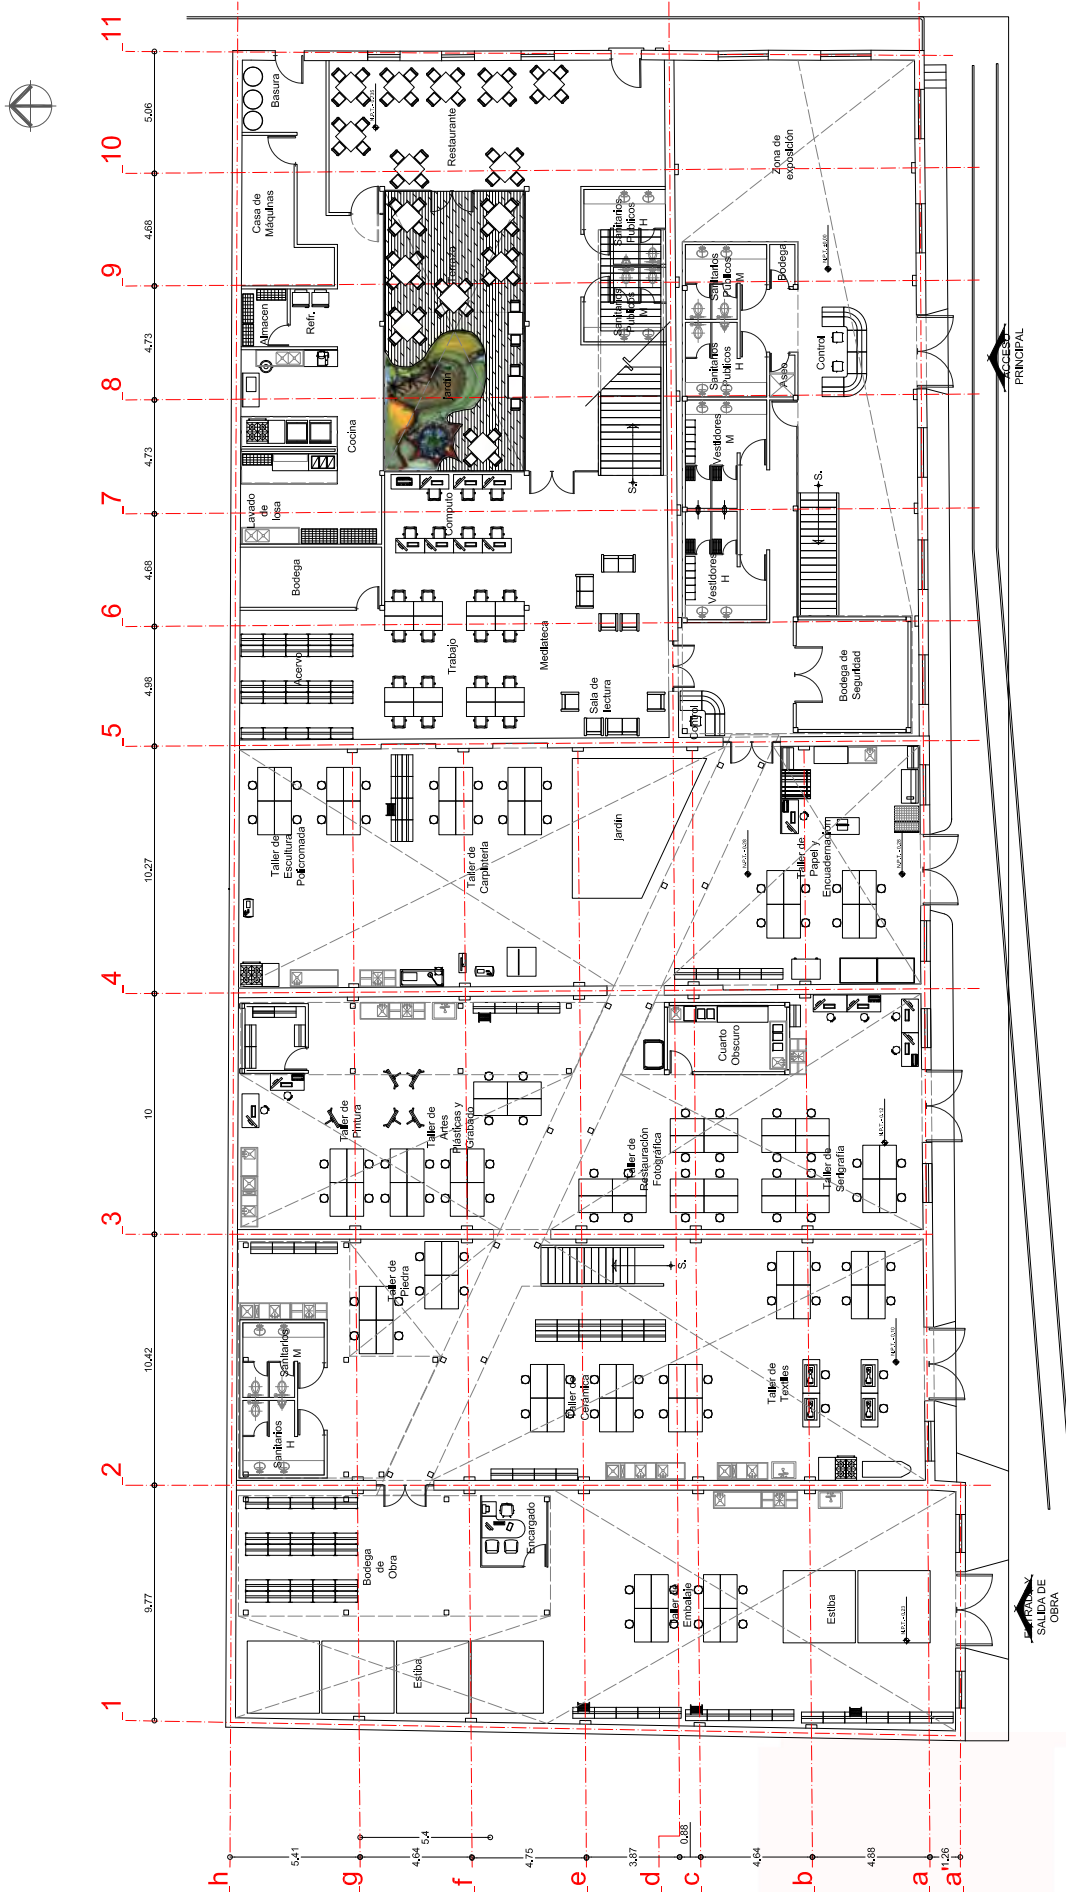 11
10
9
8
7
6
5
4
3
2
1
5.06
4.68
4.73
4.73
4.68
4.98
10.27
10
10.42
9.77
Basura
Casa de
Máquinas
Almacen
Refr.
Cocina
Lavado
de
losa
Bodega
Acervo
Restaurante
Terraza
jardin
Computo
Trabajo
Mediateca
Sala de
lectura
Sanitarios
Publicos
H
Sanitarios
Publicos
M
S.
Zona de
exposición
Sanitarios
Publicos
M
Bodega
Sanitarios
Publicos
H
Aseo
Control
Vestidores
M
Vestidores
H
S.
Bodega de
Seguridad
Control
ACCESO
PRINCIPAL
Taller de
Escultura
Policromada
Taller de
Carpintería
jardin
Taller de
Papel y
Encuadernación
Taller de
Pintura
Taller de
Artes
Plásticas y
Grabado
Cuarto
Obscuro
Taller de
Restauración
Fotográfica
Taller de
Serigrafía
Taller de
Piedra
Sanitarios
M
Sanitarios
H
S.
Taller de
Cerámica
Taller de
Textiles
Bodega
de
Obra
Encargado
Estiba
Taller de
Embalaje
Estiba
ENTRADA Y
SALIDA DE
OBRA
5.41
5.4
4.64
4.75
3.87
0.88
4.64
4.88
1.26
h
g
f
e
d
c
b
a
a'